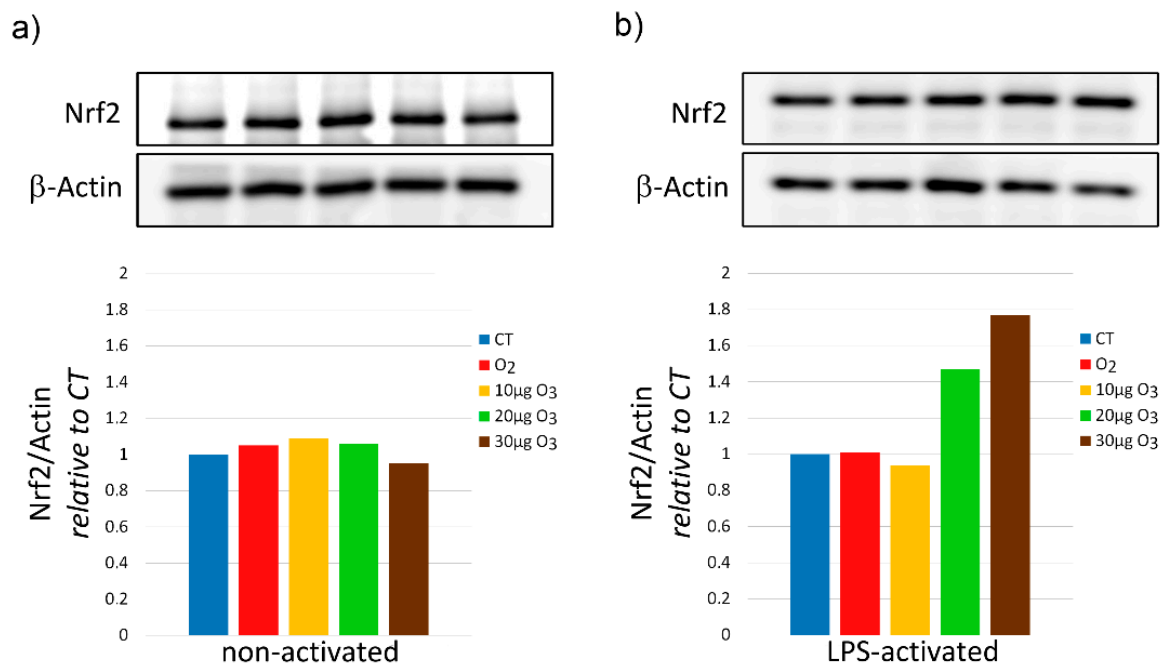 a)
Nrf2
β-Actin
Nrf2/Actin
relative to CT
2
1.8
1.6
1.4
1.2
1
0.8
0.6
0.4
0.2
0
CT
O2
10µg O3
20µg O3
30µg O3
non-activated
b)
Nrf2
β-Actin
Nrf2/Actin
relative to CT
2
1.8
1.6
1.4
1.2
1
0.8
0.6
0.4
0.2
0
CT
O2
10µg O3
20µg O3
30µg O3
LPS-activated